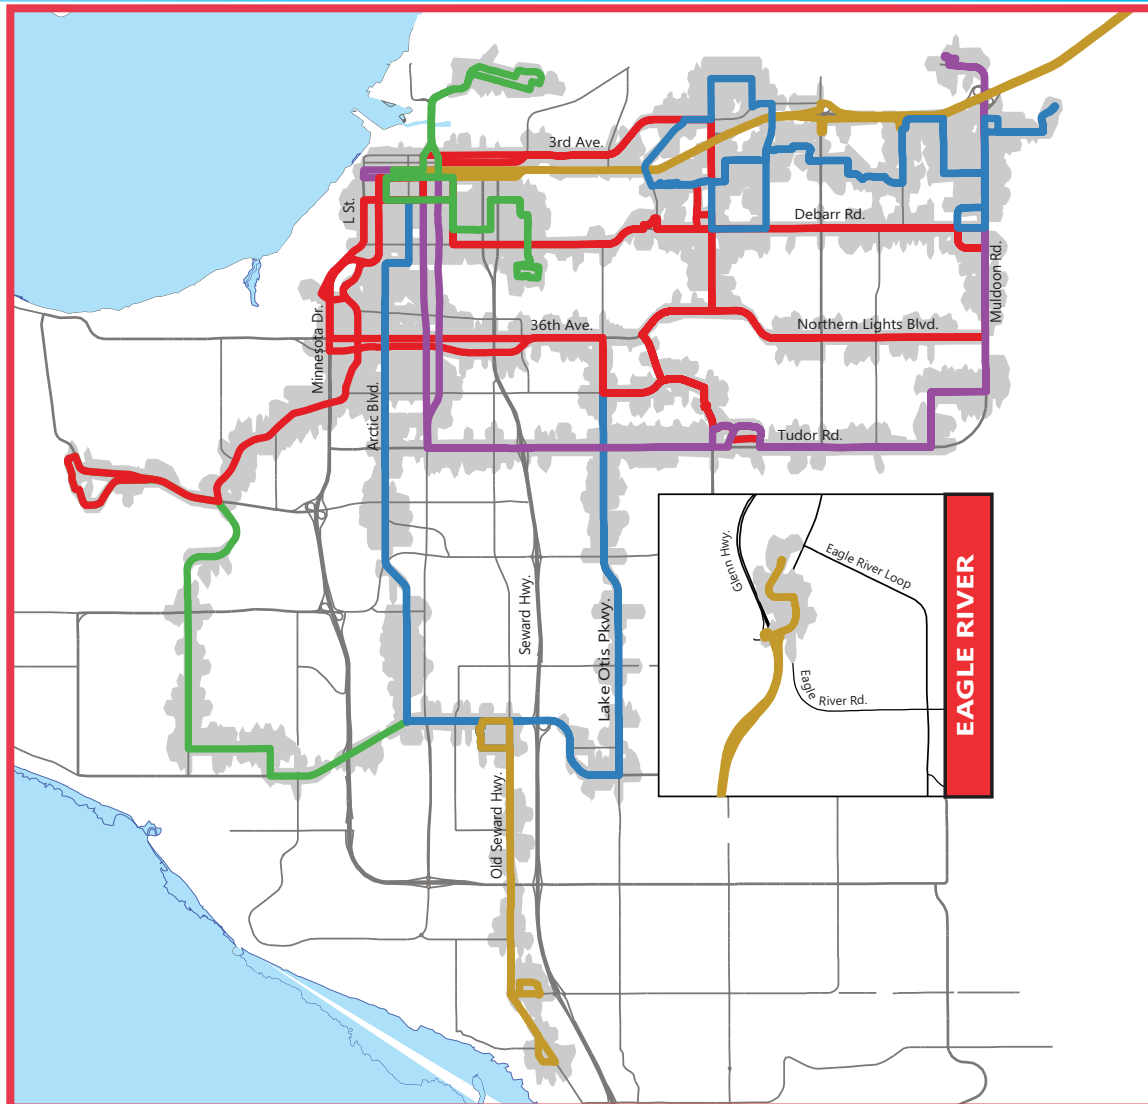 3rd Ave.
L St.
Debarr Rd.
Muldoon Rd.
Minnesota Dr.
36th Ave.
Northern Lights Blvd.
Arctic Blvd.
Tudor Rd.
Glenn Hwy.
Eagle River Loop
Seward Hwy.
Lake Otis Pkwy.
Eagle
River Rd.
EAGLE RIVER
Old Seward Hwy.